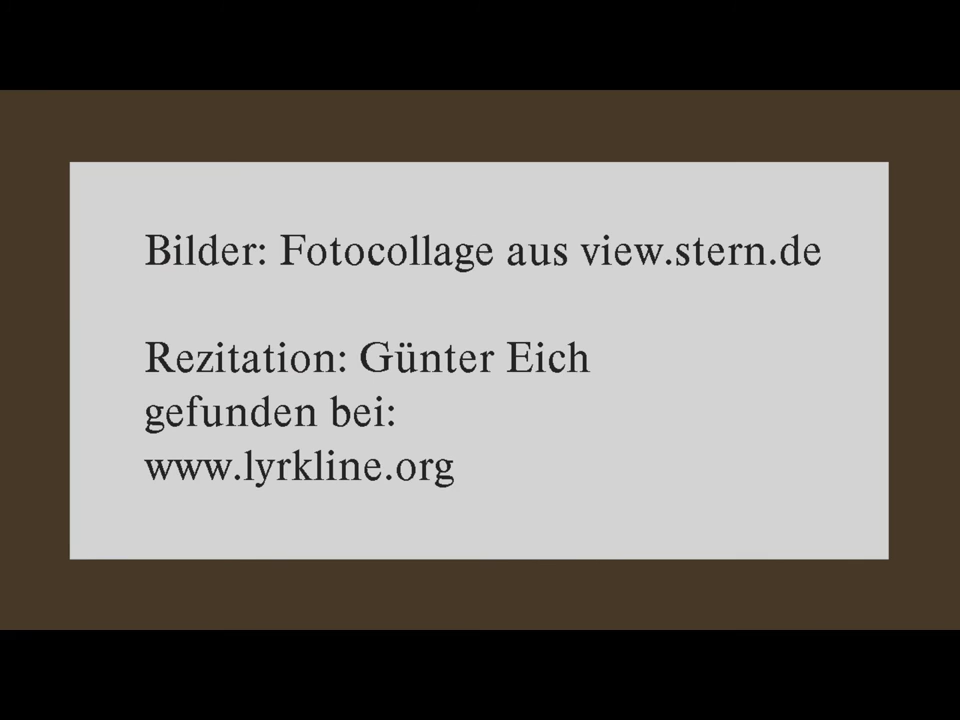 Bilder: Fotocollage aus view.stern.de
Rezitation: Günter Eich
gefunden bei:
www.lyrkline.org